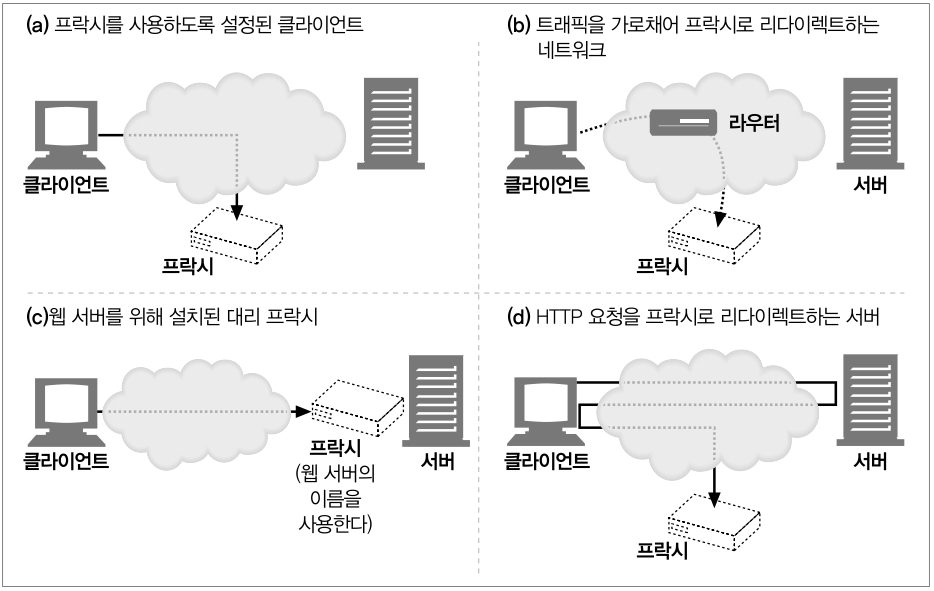 (a) 프락시를 사용하도록 설정된 클라이언트
클라이언트
프락시
(b) 트래픽을 가로채어 프락시로 리다이렉트하는
네트워크
라우터
클라이언트
서버
프락시
(c)웹 서버를 위해 설치된 대리 프락시
클라이언트
프락시
(웹 서버의
이름을
사용한다)
서버
(d) HTTP 요청을 프락시로 리다이렉트하는 서버
클라이언트
서버
프락시